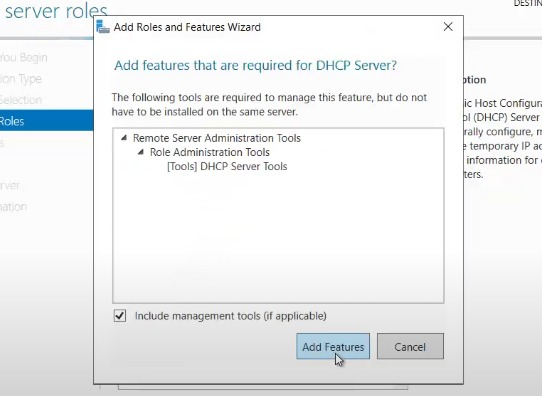 server roles
DESTIN
Add Roles and Features Wizard
You Begin
ion Type
Selection
Roles
s
rver
nation
Add features that are required for DHCP Server?
The following tools are required to manage this feature, but do not
have to be installed on the same server.
Remote Server Administration Tools
Role Administration Tools
[Tools] DHCP Server Tools
Include management tools (if applicable)
Add Features
Cancel
ption
ic Host Configura
ol (DHCP) Server
rally configure, m
e temporary IP ad
information for
ters.